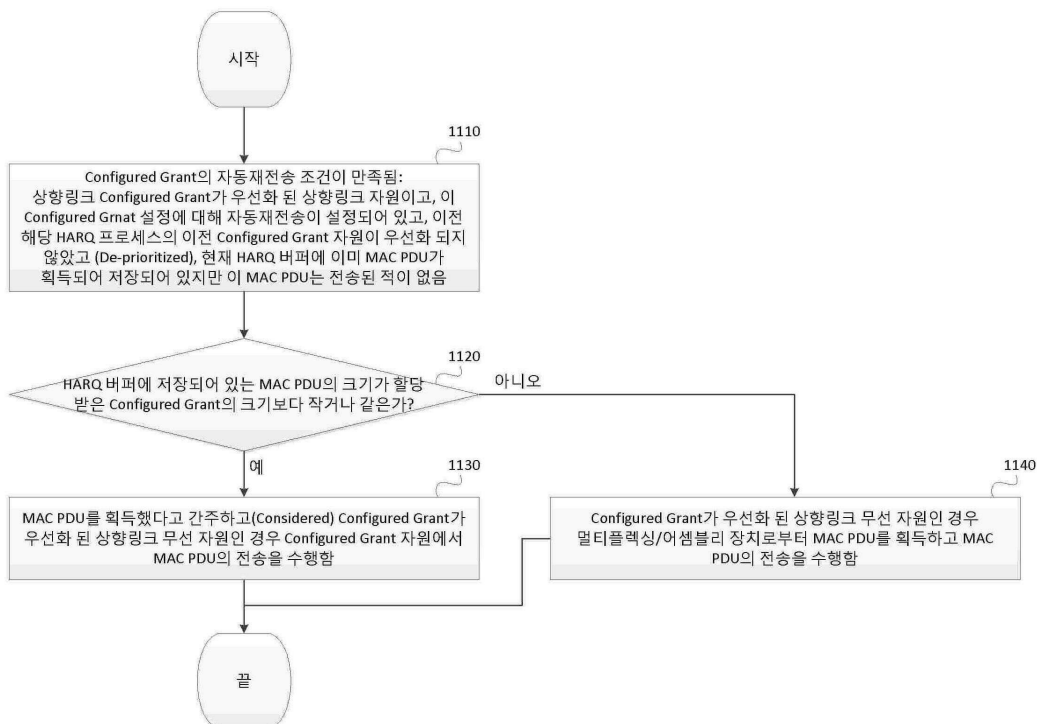 시작
1110
Configured Grant의 자동재전송 조건이 만족됨:
상향링크 Configured Grant가 우선화 된 상향링크 자원이고, 이
Configured Grnat 설정에 대해 자동재전송이 설정되어 있고, 이전
해당 HARQ 프로세스의 이전 Configured Grant 자원이 우선화 되지
않았고 (De-prioritized), 현재 HARQ 버퍼에 이미 MAC PDU가
획득되어 저장되어 있지만 이 MAC PDU는 전송된 적이 없음
1120
HARQ 버퍼에 저장되어 있는 MAC PDU의 크기가 할당
받은 Configured Grant의 크기보다 작거나 같은가?
아니오
예
1130
MAC PDU를 획득했다고 간주하고(Considered) Configured Grant가
우선화 된 상향링크 무선 자원인 경우 Configured Grant 자원에서
MAC PDU의 전송을 수행함
1140
Configured Grant가 우선화 된 상향링크 무선 자원인 경우
멀티플렉싱/어셈블리 장치로부터 MAC PDU를 획득하고 MAC
PDU의 전송을 수행함
끝